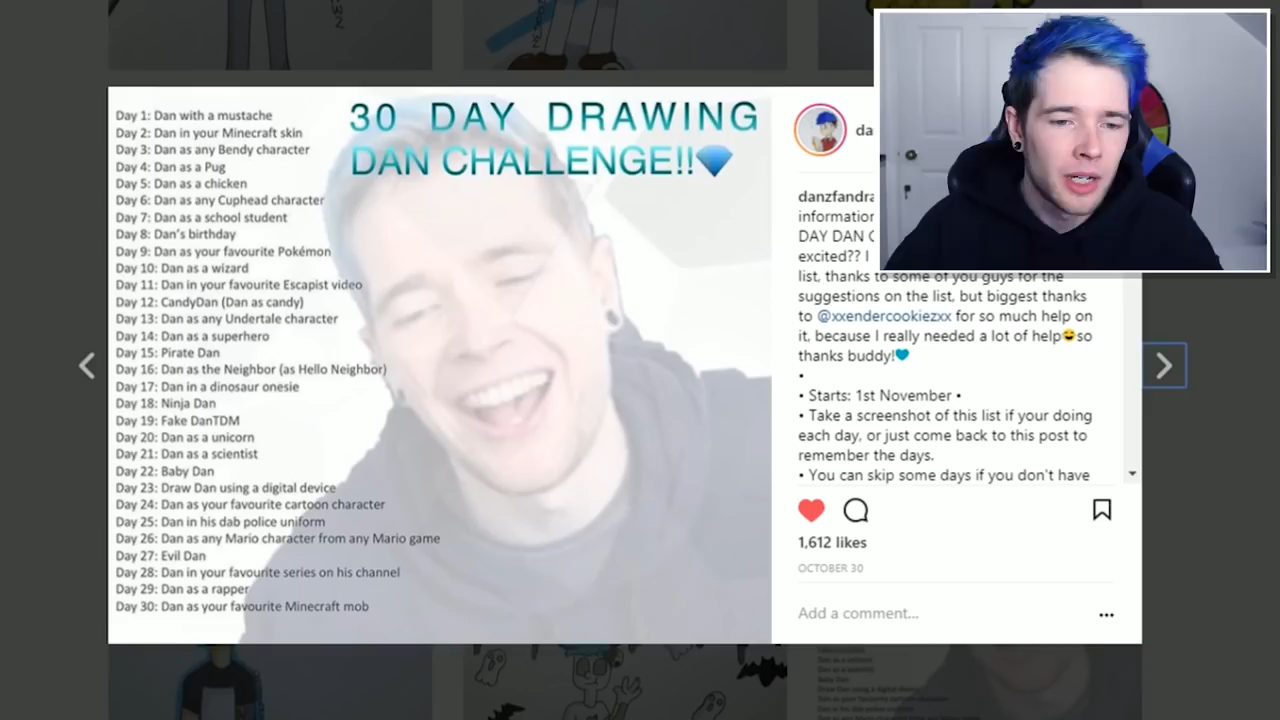 30 DAY DRAWING
DAN CHALLENGE!!
Day 1: Dan with a mustache
Day 2: Dan in your Minecraft skin
Day 3: Dan as any Bendy character
Day 4: Dan as a Pug
Day 5: Dan as a chicken
Day 6: Dan as any Cuphead character
Day 7: Dan as a school student
Day 8: Dan's birthday
Day 9: Dan as your favourite Pokémon
Day 10: Dan as a wizard
Day 11: Dan in your favourite Escapist video
Day 12: CandyDan (Dan as candy)
Day 13: Dan as any Undertale character
Day 14: Dan as a superhero
Day 15: Pirate Dan
Day 16: Dan as the Neighbor (as Hello Neighbor)
Day 17: Dan in a dinosaur onesie
Day 18: Ninja Dan
Day 19: Fake DanTDM
Day 20: Dan as a unicorn
Day 21: Dan as a scientist
Day 22: Baby Dan
Day 23: Draw Dan using a digital device
Day 24: Dan as your favourite cartoon character
Day 25: Dan in his dab police uniform
Day 26: Dan as any Mario character from any Mario game
Day 27: Evil Dan
Day 28: Dan in your favourite series on his channel
Day 29: Dan as a rapper
Day 30: Dan as your favourite Minecraft mob
da
danzfandra
information
DAY DAN
excited?? I
list, thanks to some of you guys for the
suggestions on the list, but biggest thanks
to @xxendercookiezxx for so much help on
it, because I really needed a lot of help😅so
thanks buddy!💙
•
• Starts: 1st November •
• Take a screenshot of this list if your doing
each day, or just come back to this post to
remember the days.
• You can skip some days if you don't have
1,612 likes
OCTOBER 30
Add a comment...